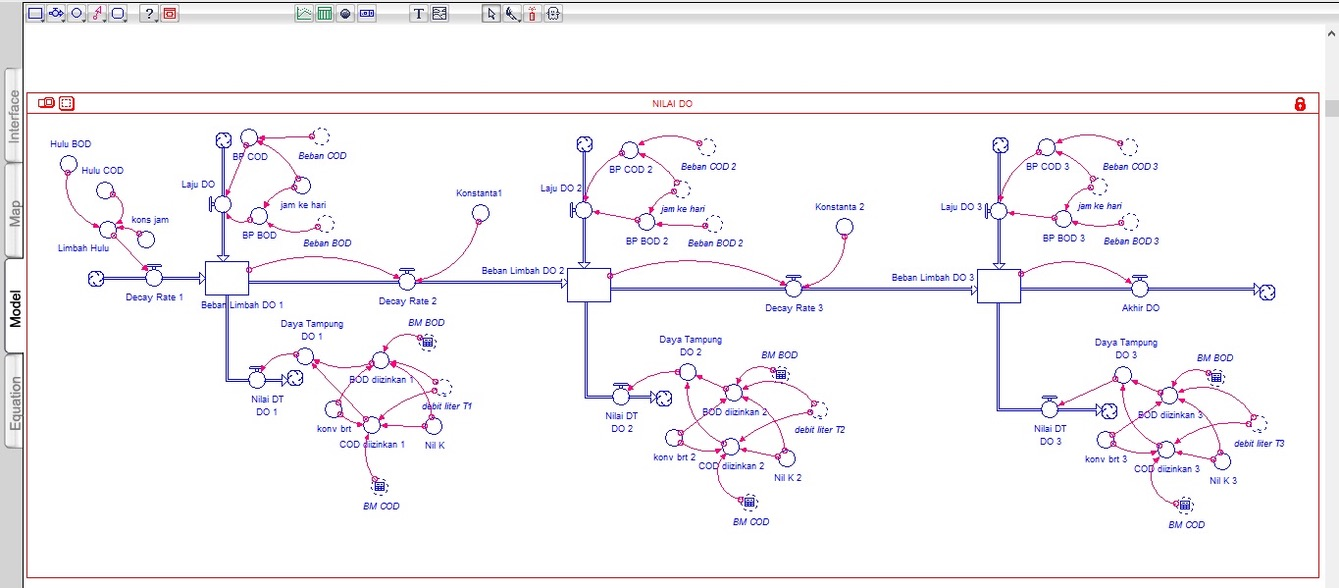 ? T
Interface
Map
Model
Equation
NILAI DO
Hulu BOD
Hulu COD
kons jam
Limbah Hulu
Decay Rate 1
Laju DO
BP COD
Beban COD
jam ke hari
BP BOD
Beban BOD
Beban Limbah DO 1
Konstanta1
Decay Rate 2
Daya Tampung
DO 1
BM BOD
BOD diizinkan 1
Nilai DT
DO 1
debit liter T1
konv brt
COD diizinkan 1
Nil K
BM COD
Laju DO 2
BP COD 2
Beban COD 2
jam ke hari
BP BOD 2
Beban BOD 2
Beban Limbah DO 2
Konstanta 2
Decay Rate 3
Daya Tampung
DO 2
BM BOD
BOD diizinkan 2
Nilai DT
DO 2
debit liter T2
konv brt 2
COD diizinkan 2
Nil K 2
BM COD
Laju DO 3
BP COD 3
Beban COD 3
jam ke hari
BP BOD 3
Beban BOD 3
Beban Limbah DO 3
Akhir DO
Daya Tampung
DO 3
BM BOD
BOD diizinkan 3
Nilai DT
DO 3
debit liter T3
konv brt 3
COD diizinkan 3
Nil K 3
BM COD